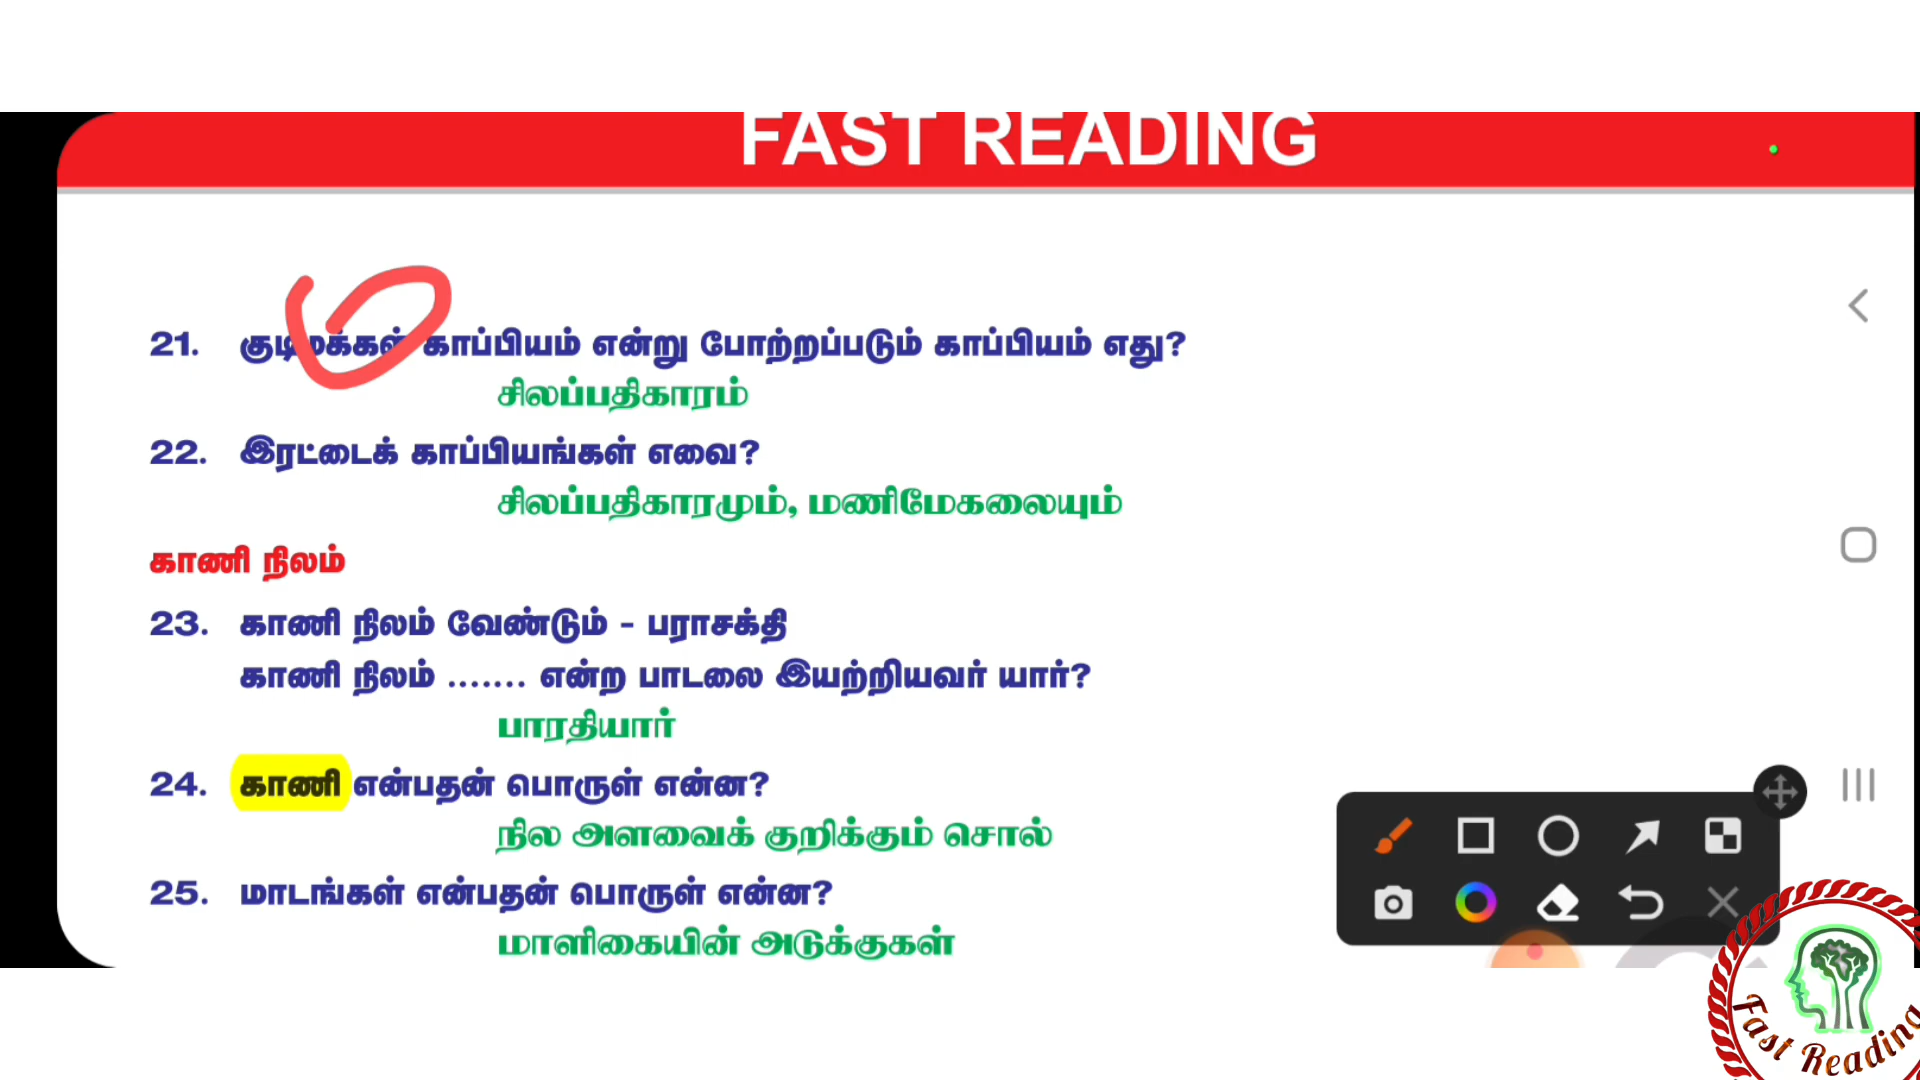 FAST READING
21. குடிமக்கள் காப்பியம் என்று போற்றப்படும் காப்பியம் எது?
சிலப்பதிகாரம்
22. இரட்டைக் காப்பியங்கள் எவை?
சிலப்பதிகாரமும், மணிமேகலையும்
காணி நிலம்
23. காணி நிலம் வேண்டும் - பராசக்தி
காணி நிலம் ....... என்ற பாடலை இயற்றியவர் யார்?
பாரதியார்
24. காணி என்பதன் பொருள் என்ன?
நில அளவைக் குறிக்கும் சொல்
25. மாடங்கள் என்பதன் பொருள் என்ன?
மாளிகையின் அடுக்குகள்
Fast Reading